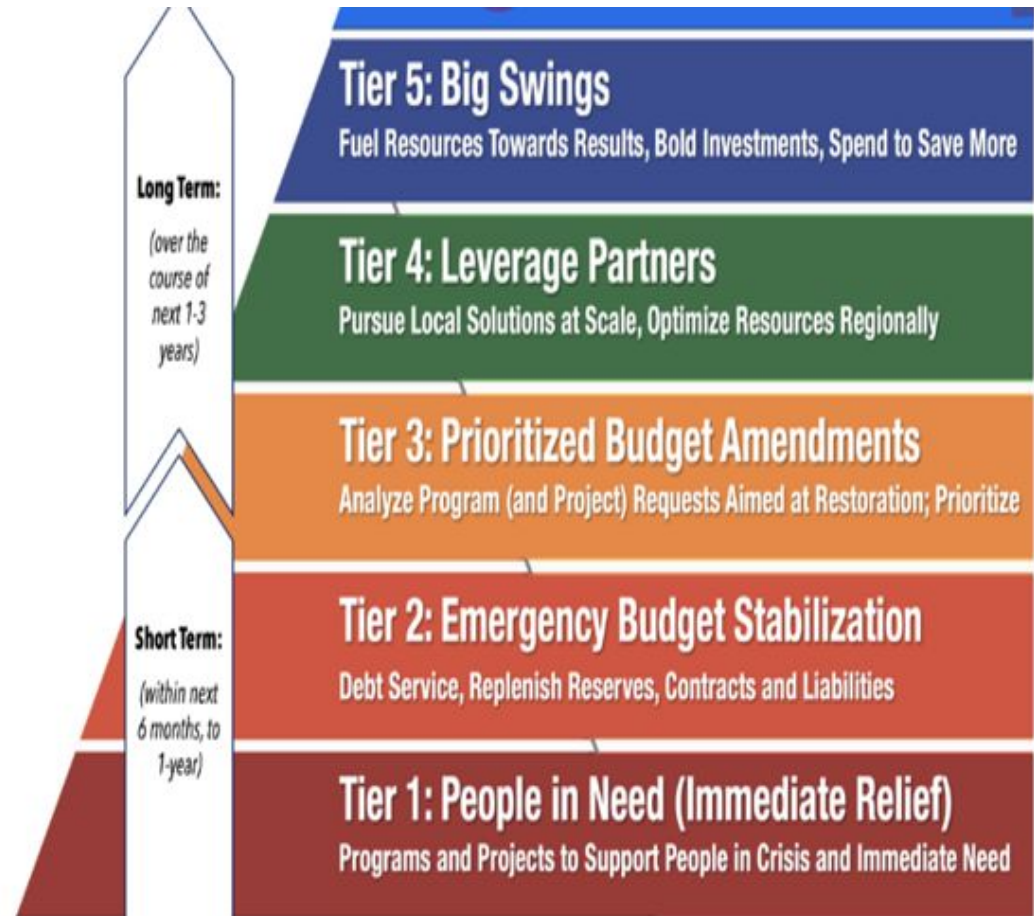 Tier 5: Big Swings
Fuel Resources Towards Results, Bold Investments, Spend to Save More
Long Term:
(over the
course of
next 1-3
years)
Tier 4: Leverage Partners
Pursue Local Solutions at Scale, Optimize Resources Regionally
Tier 3: Prioritized Budget Amendments
Analyze Program (and Project) Requests Aimed at Restoration; Prioritize
Short Term:
(within next
6 months, to
1-year)
Tier 2: Emergency Budget Stabilization
Debt Service, Replenish Reserves, Contracts and Liabilities
Tier 1: People in Need (Immediate Relief)
Programs and Projects to Support People in Crisis and Immediate Need